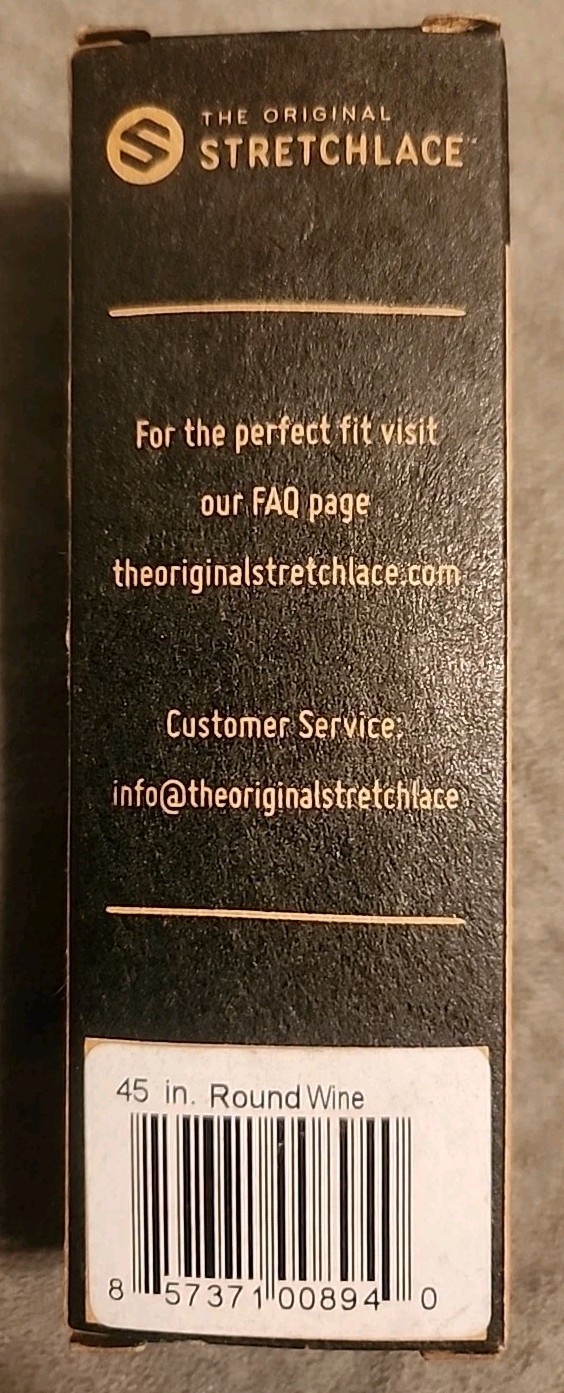 THE ORIGINAL
STRETCHLACE™
For the perfect fit visit
our FAQ page
theoriginalstretchlace.com
Customer Service:
info@theoriginalstretchlace
45 in. Round Wine
8 57371 00894 0